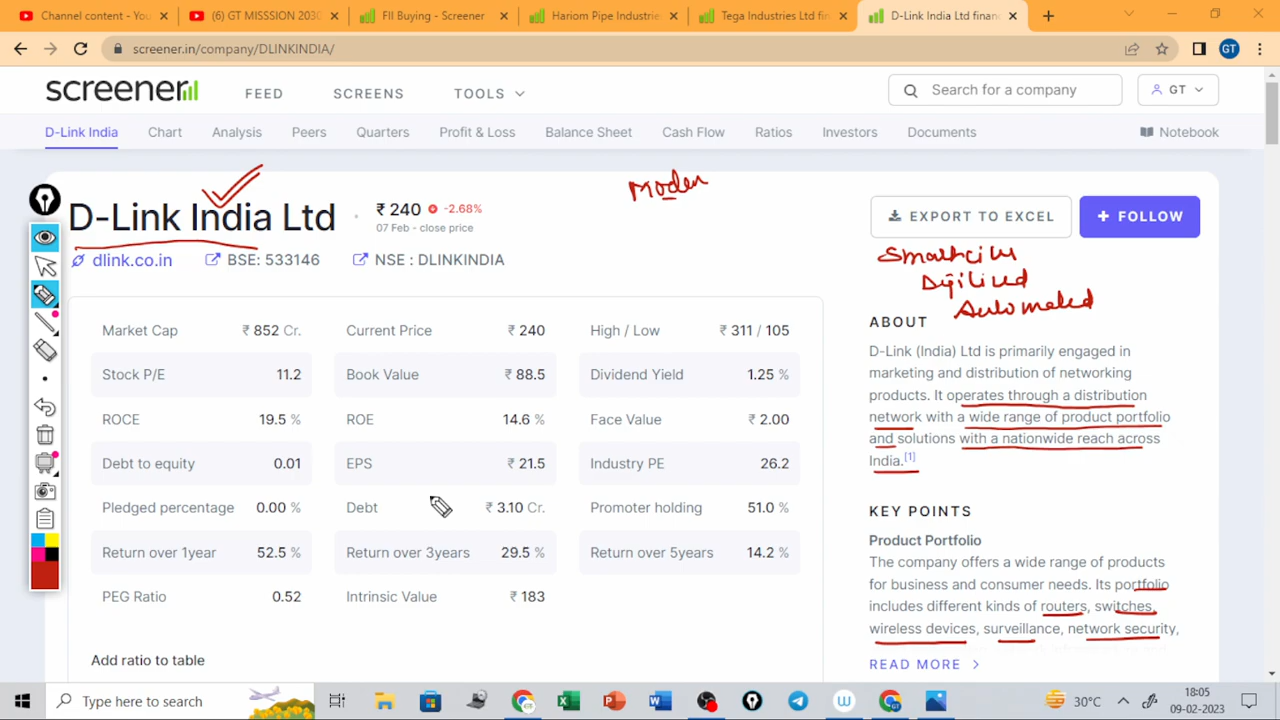 Channel content - You
(6) GT MISSSION 2030
FII Buying - Screener
Hariom Pipe Industries
Tega Industries Ltd fin
D-Link India Ltd financ
screener.in/company/DLINKINDIA/
GT
screener
FEED
SCREENS
TOOLS
Search for a company
GT
D-Link India
Chart
Analysis
Peers
Quarters
Profit & Loss
Balance Sheet
Cash Flow
Ratios
Investors
Documents
Notebook
Moden
D-Link India Ltd
₹ 240 -2.68%
07 Feb - close price
EXPORT TO EXCEL
+ FOLLOW
dlink.co.in
BSE: 533146
NSE : DLINKINDIA
Digitized
Automated
Market Cap ₹ 852 Cr.
Current Price ₹ 240
High / Low ₹ 311 / 105
Stock P/E 11.2
Book Value ₹ 88.5
Dividend Yield 1.25 %
ROCE 19.5 %
ROE 14.6 %
Face Value ₹ 2.00
Debt to equity 0.01
EPS ₹ 21.5
Industry PE 26.2
Pledged percentage 0.00 %
Debt ₹ 3.10 Cr.
Promoter holding 51.0 %
Return over 1year 52.5 %
Return over 3years 29.5 %
Return over 5years 14.2 %
PEG Ratio 0.52
Intrinsic Value ₹ 183
Add ratio to table
ABOUT
D-Link (India) Ltd is primarily engaged in
marketing and distribution of networking
products. It operates through a distribution
network with a wide range of product portfolio
and solutions with a nationwide reach across
India.[1]
KEY POINTS
Product Portfolio
The company offers a wide range of products
for business and consumer needs. Its portfolio
includes different kinds of routers, switches,
wireless devices, surveillance, network security,
READ MORE
Type here to search
30°C
18:05
09-02-2023